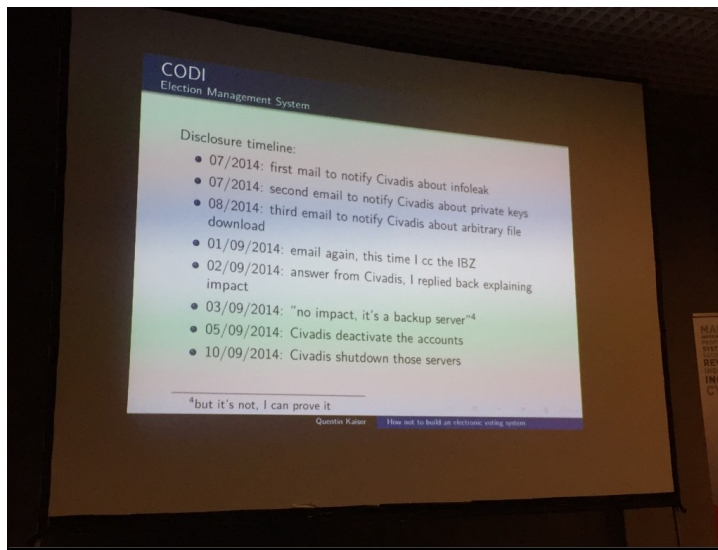 CODI
Election Management System
Disclosure timeline:
• 07/2014: first mail to notify Civadis about infoleak
• 07/2014: second email to notify Civadis about private keys
• 08/2014: third email to notify Civadis about arbitrary file
download
• 01/09/2014: email again, this time I cc the IBZ
• 02/09/2014: answer from Civadis, I replied back explaining
impact
• 03/09/2014: "no impact, it's a backup server"⁴
• 05/09/2014: Civadis deactivate the accounts
• 10/09/2014: Civadis shutdown those servers
⁴but it's not, I can prove it
Quentin Kaiser
How not to build an electronic voting system